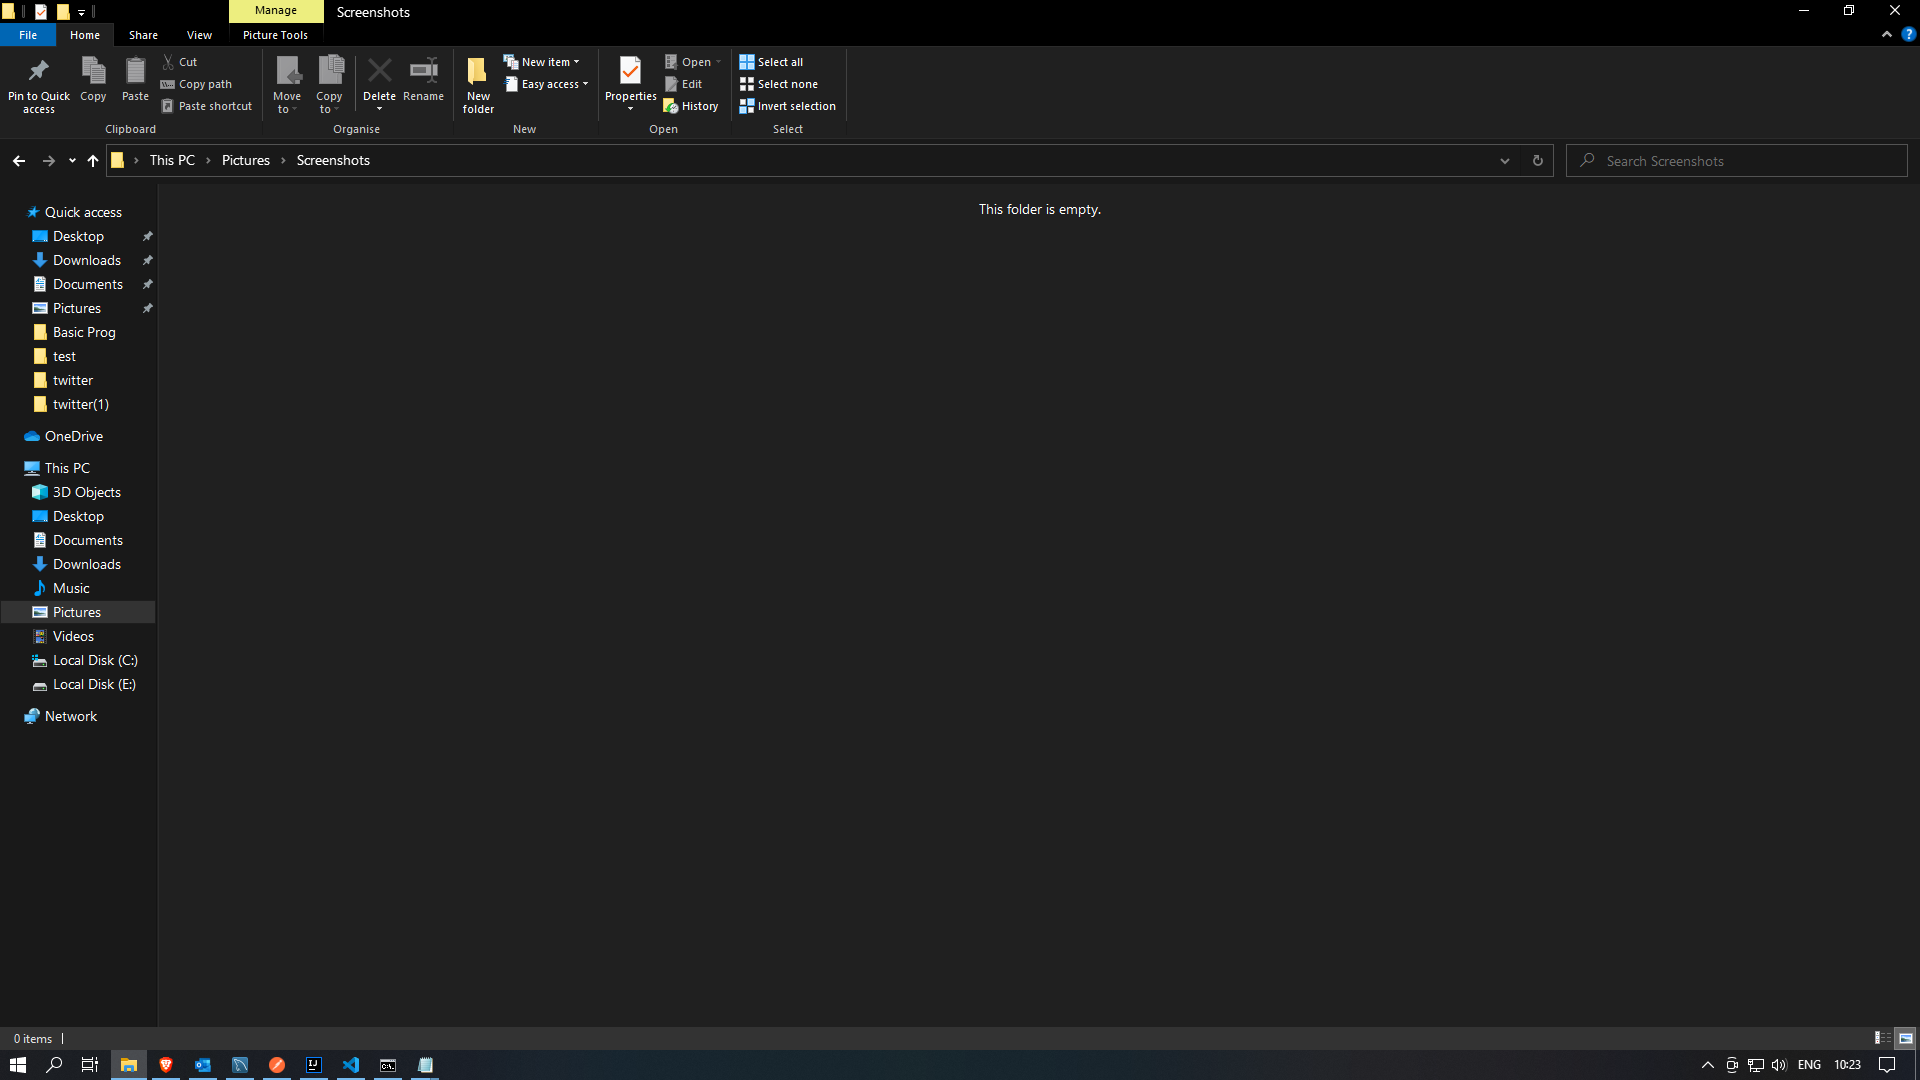 Manage
Screenshots
File
Home
Share
View
Picture Tools
Pin to Quick access
Copy
Paste
Cut
Copy path
Paste shortcut
Clipboard
Move to
Copy to
Delete
Rename
Organise
New folder
New item
Easy access
New
Properties
Open
Edit
History
Open
Select all
Select none
Invert selection
Select
This PC
Pictures
Screenshots
Search Screenshots
This folder is empty.
Quick access
Desktop
Downloads
Documents
Pictures
Basic Prog
test
twitter
twitter(1)
OneDrive
This PC
3D Objects
Desktop
Documents
Downloads
Music
Pictures
Videos
Local Disk (C:)
Local Disk (E:)
Network
0 items
ENG
10:23